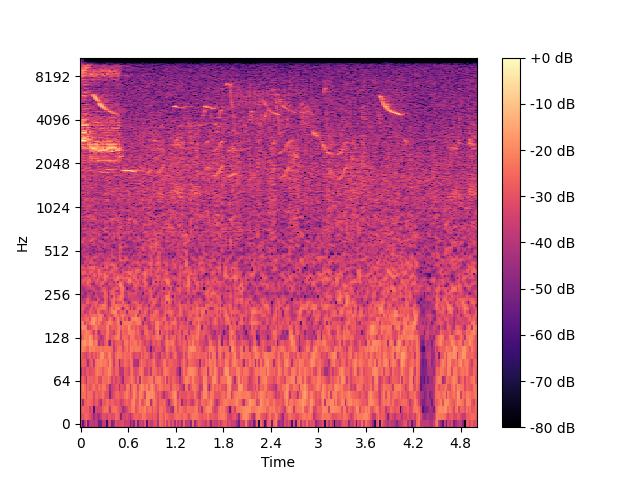 8192
4096
2048
1024
512
256
128
64
0
Hz
0 0.6 1.2 1.8 2.4 3 3.6 4.2 4.8
Time
+0 dB
-10 dB
-20 dB
-30 dB
-40 dB
-50 dB
-60 dB
-70 dB
-80 dB